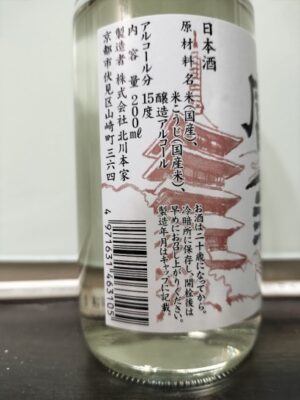 日本酒
原材料名 米(国産)、
米こうじ(国産米)、
醸造アルコール
アルコール分 15度
内容量 200ml
製造者 株式会社 北川本家
京都市伏見区山崎町三六四
お酒は二十歳になってから。
冷暗所に保存し、開栓後は
早めにお召し上がりください。
製造年月はキャップに記載。
4971631463105